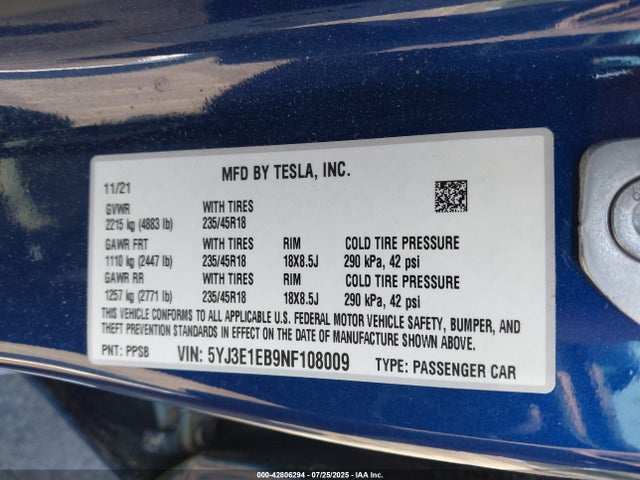 MFD BY TESLA, INC.
11/21
GVWR WITH TIRES
2215 kg (4883 lb) 235/45R18
GAWR FRT WITH TIRES RIM COLD TIRE PRESSURE
1110 kg (2447 lb) 235/45R18 18X8.5J 290 kPa, 42 psi
GAWR RR WITH TIRES RIM COLD TIRE PRESSURE
1257 kg (2771 lb) 235/45R18 18X8.5J 290 kPa, 42 psi
THIS VEHICLE CONFORMS TO ALL APPLICABLE U.S. FEDERAL MOTOR VEHICLE SAFETY, BUMPER, AND
THEFT PREVENTION STANDARDS IN EFFECT ON THE DATE OF MANUFACTURE SHOWN ABOVE.
PNT: PPSB VIN: 5YJ3E1EB9NF108009 TYPE: PASSENGER CAR
000-42806294 - 07/25/2025 - IAA Inc.